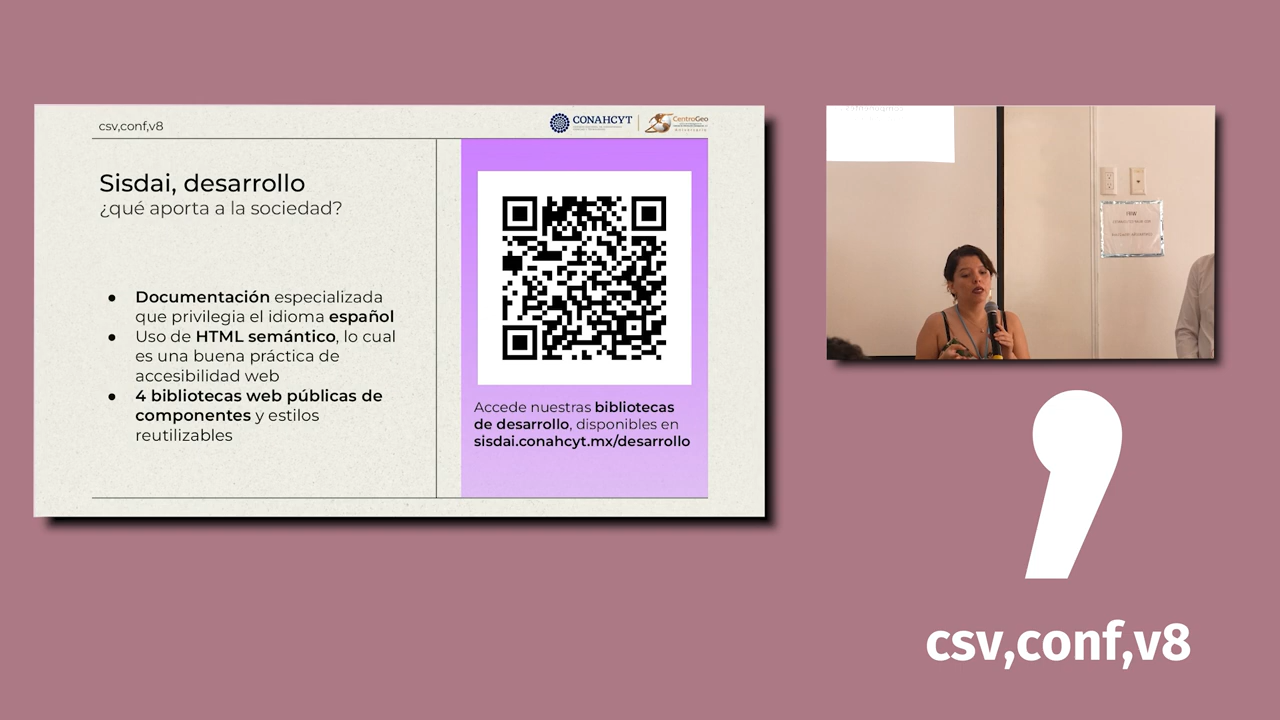 csv,conf,v8
CONAHCYT
CentroGeo
Sisdai, desarrollo
¿qué aporta a la sociedad?
● Documentación especializada
que privilegia el idioma español
● Uso de HTML semántico, lo cual
es una buena práctica de
accesibilidad web
● 4 bibliotecas web públicas de
componentes y estilos
reutilizables
Accede nuestras bibliotecas
de desarrollo, disponibles en
sisdai.conahcyt.mx/desarrollo
csv,conf,v8